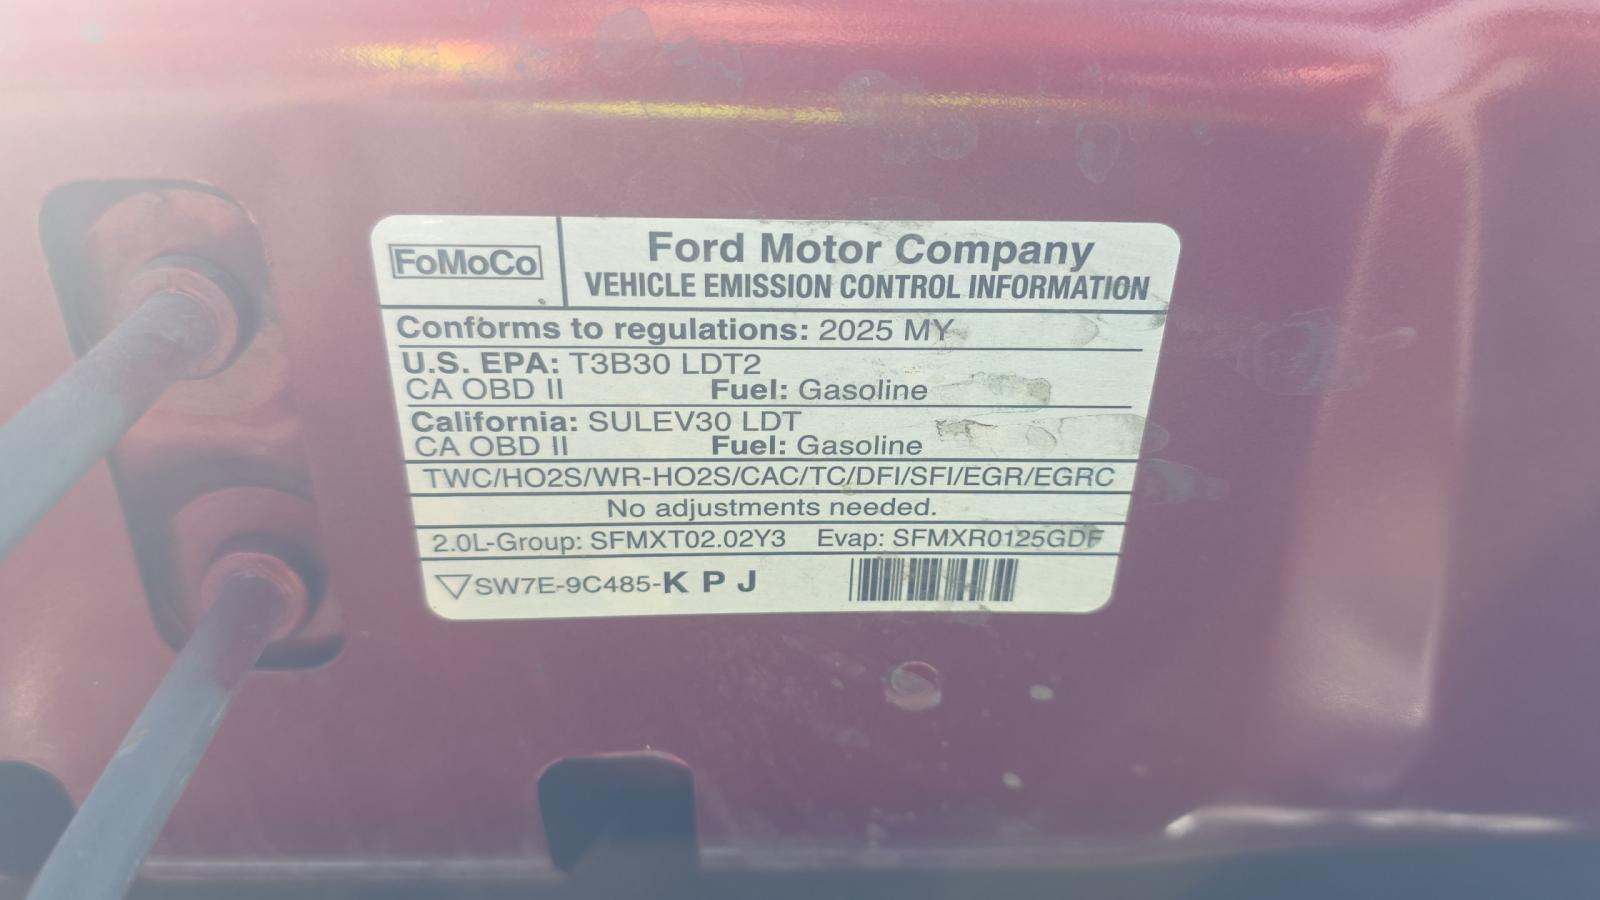 FoMoCo
Ford Motor Company
VEHICLE EMISSION CONTROL INFORMATION
Conforms to regulations: 2025 MY
U.S. EPA: T3B30 LDT2
CA OBD II Fuel: Gasoline
California: SULEV30 LDT
CA OBD II Fuel: Gasoline
TWC/HO2S/WR-HO2S/CAC/TC/DFI/SFI/EGR/EGRC
No adjustments needed.
2.0L-Group: SFMXT02.02Y3 Evap: SFMXR0125GDF
SW7E-9C485-K P J